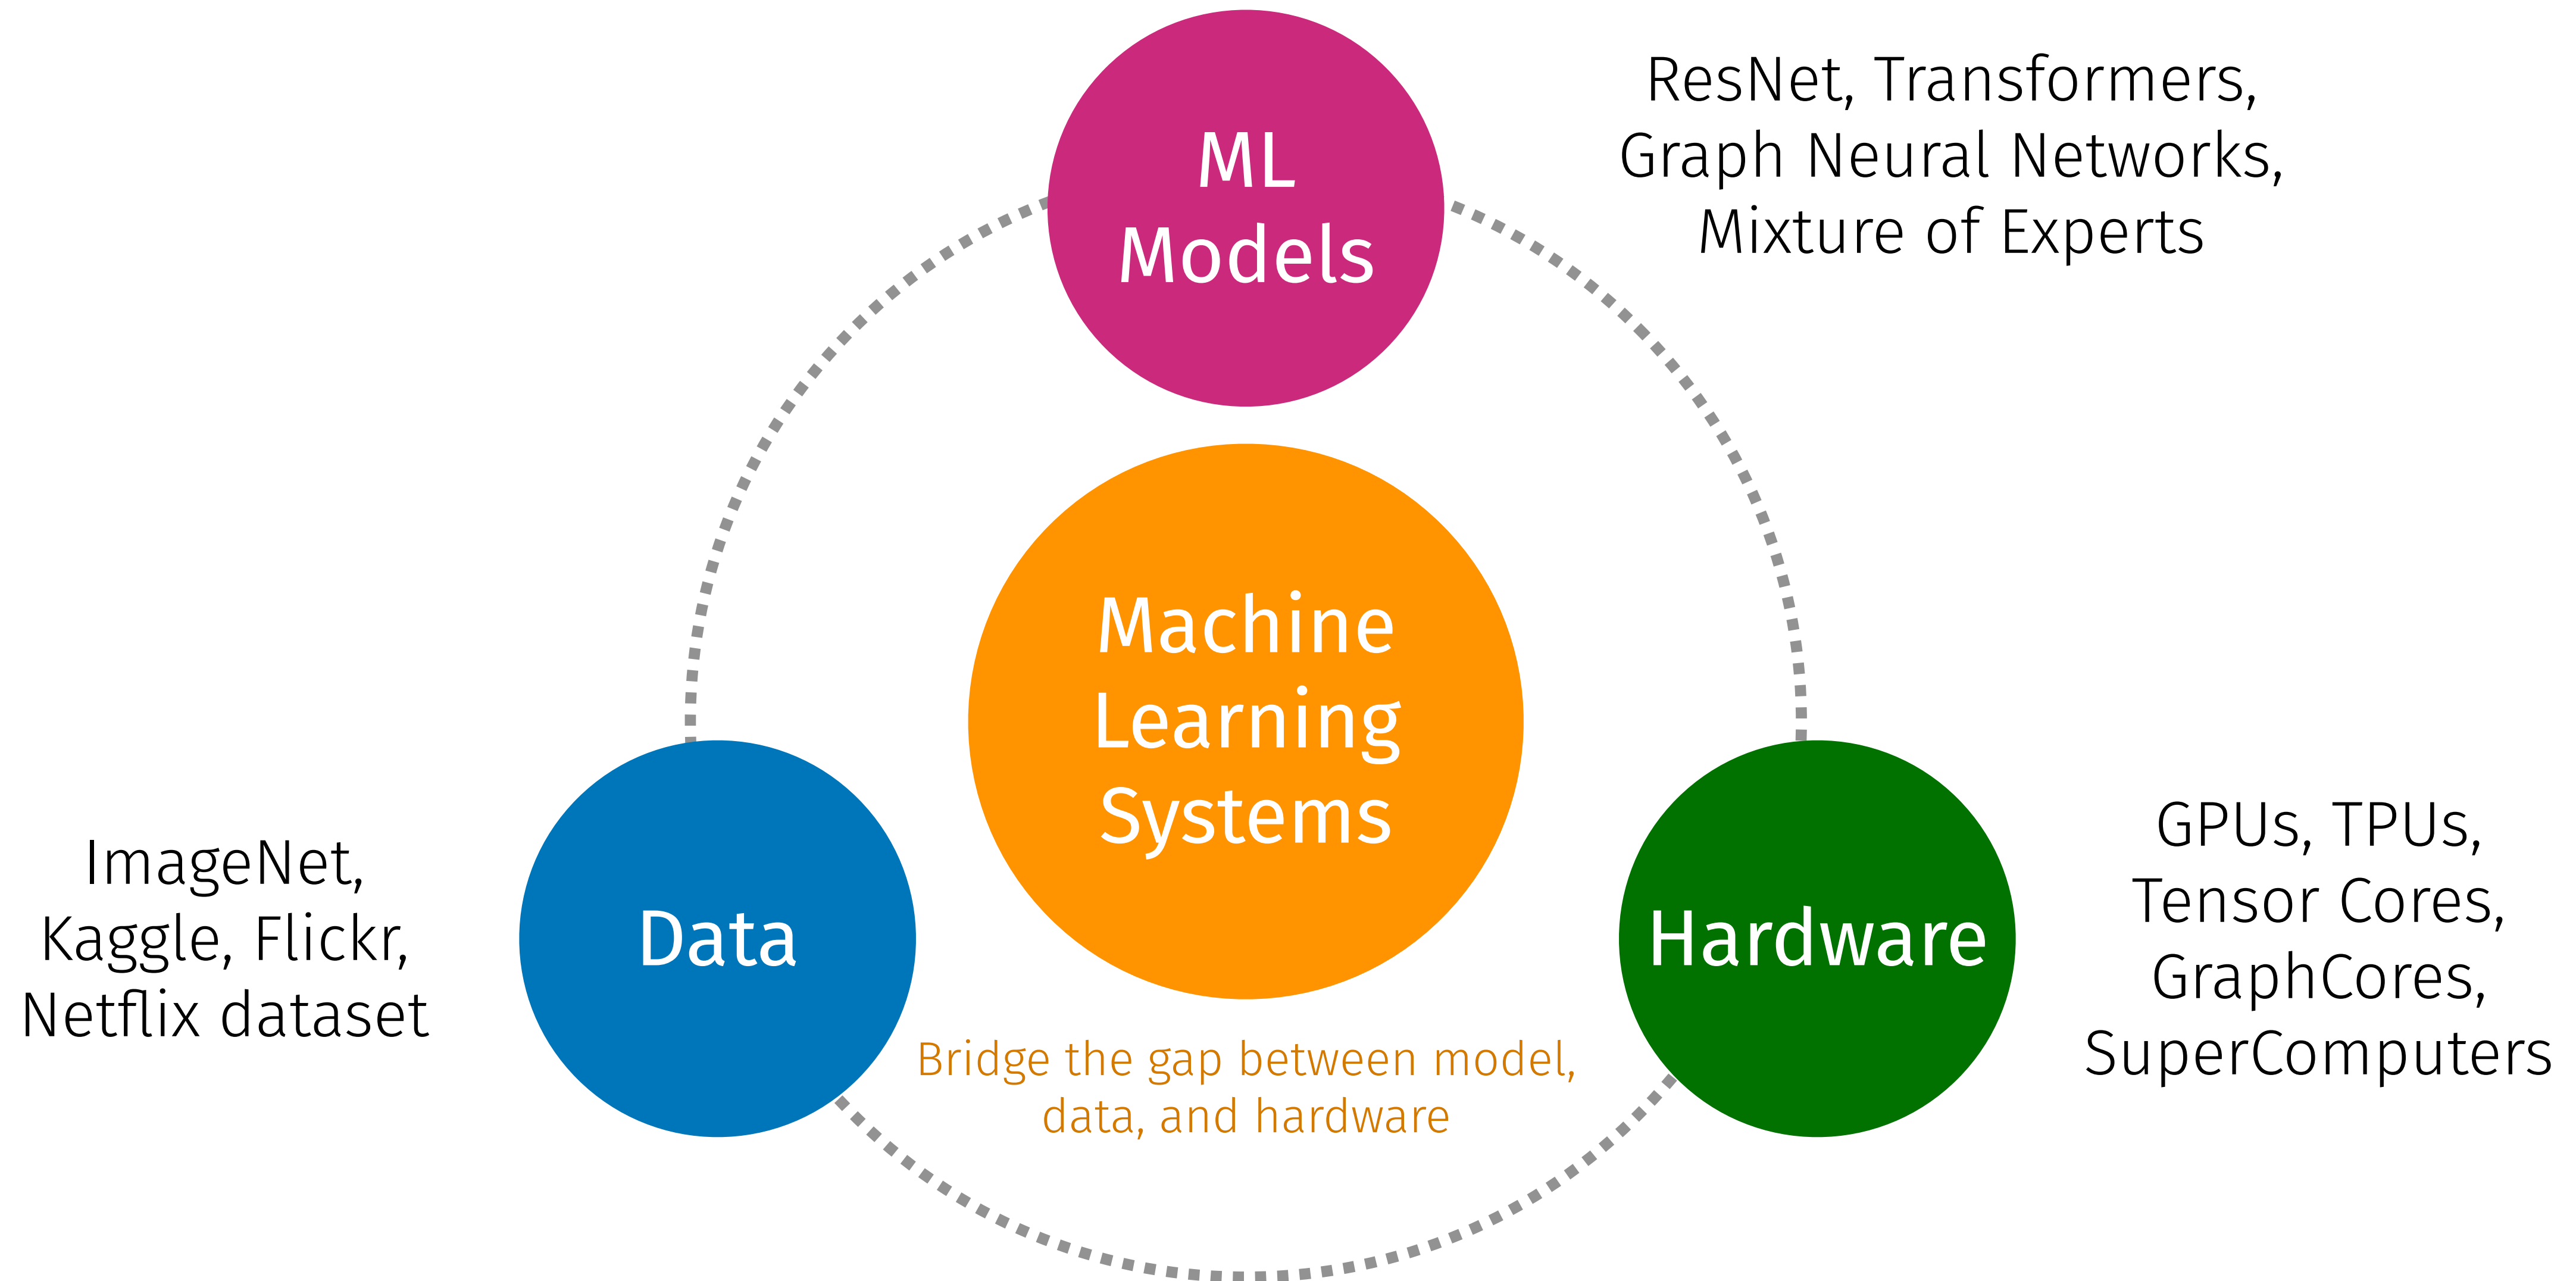 ML
Models
ResNet, Transformers,
Graph Neural Networks,
Mixture of Experts
Machine
Learning
Systems
Bridge the gap between model,
data, and hardware
Data
ImageNet,
Kaggle, Flickr,
Netflix dataset
Hardware
GPUs, TPUs,
Tensor Cores,
GraphCores,
SuperComputers